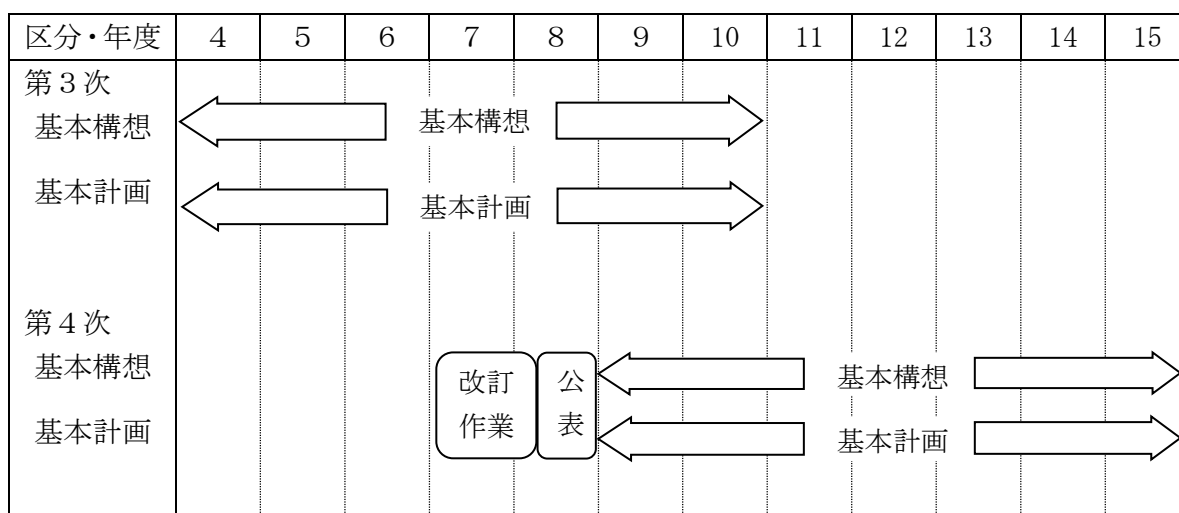 区分・年度 4 5 6 7 8 9 10 11 12 13 14 15
第3次
基本構想 基本構想
基本計画 基本計画
第4次
基本構想 改訂 公 基本構想
基本計画 作業 表 基本計画